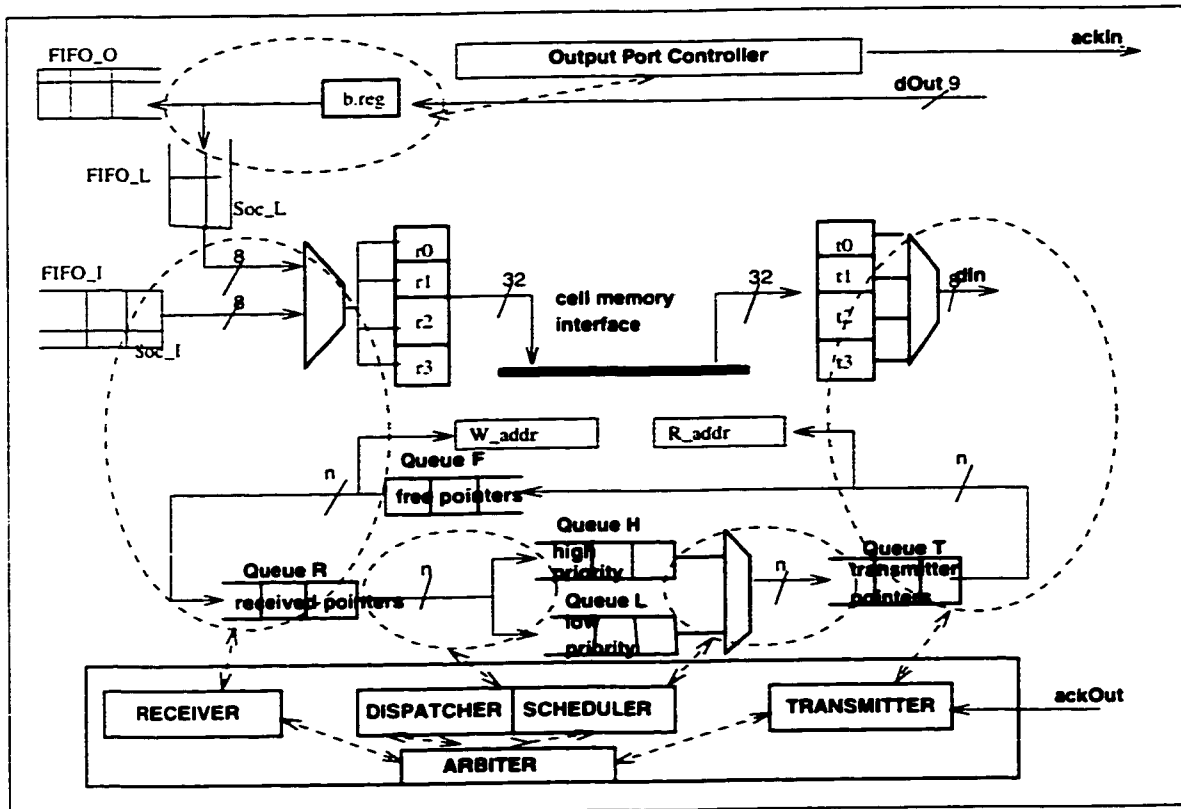 FIFO_O
Output Port Controller
ackIn
b.reg
dOut 9
FIFO_L
Soc_L
FIFO_I
8
8
Soc_I
r0
r1
r2
r3
32
cell memory
interface
32
t0
t1
t3
8
dIn
W_addr
R_addr
n
Queue F
free pointers
n
Queue R
received pointers
n
Queue H
high
priority
Queue L
low
priority
n
Queue T
transmitter
pointers
RECEIVER
DISPATCHER
SCHEDULER
TRANSMITTER
ackOut
ARBITER